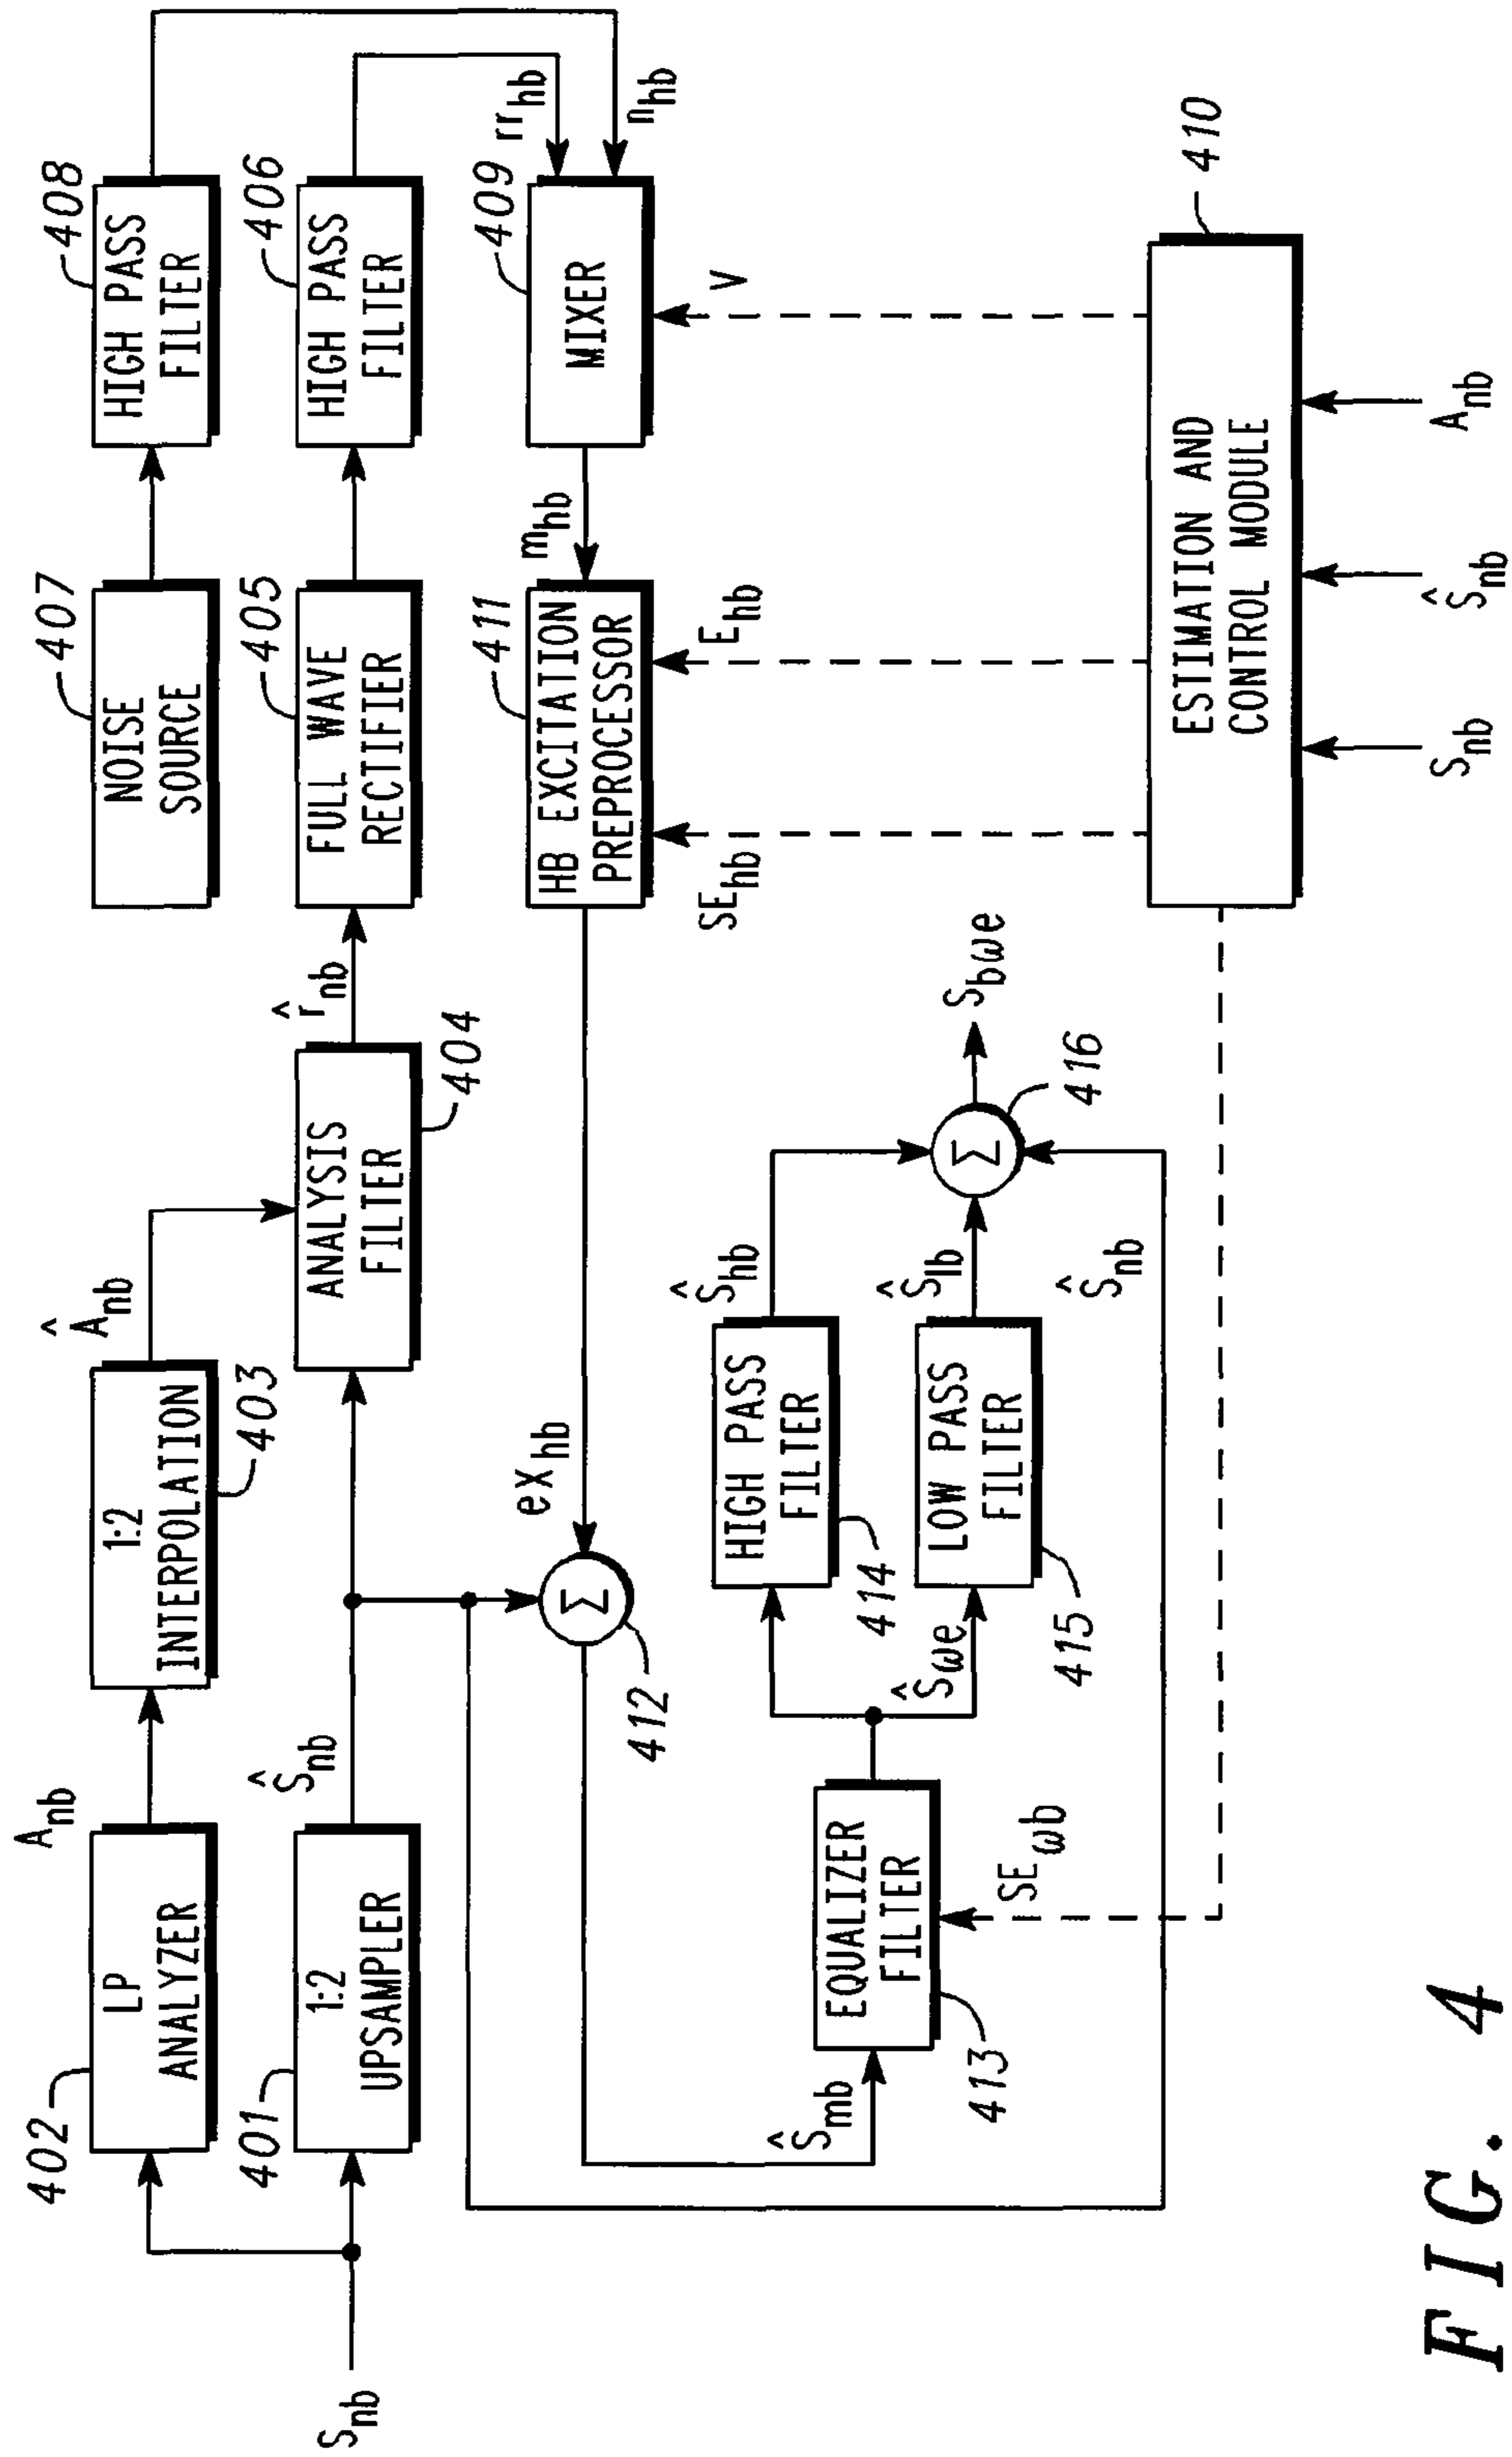 402
LP
ANALYZER
A_nb
1:2
INTERPOLATION
403
Â_nb
407
NOISE
SOURCE
408
HIGH PASS
FILTER
S_nb
401
1:2
UPSAMPLER
Ŝ_nb
ANALYSIS
FILTER
404
r̂_nb
405
FULL WAVE
RECTIFIER
406
HIGH PASS
FILTER
rr_hb
n_hb
412
Σ
ex_hb
411
HB EXCITATION
PREPROCESSOR
m_hb
409
MIXER
SE_hb
E_hb
V
Ŝ_mb
EQUALIZER
FILTER
413
SE_ωb
Ŝ_ωe
414
HIGH PASS
FILTER
Ŝ_hb
415
LOW PASS
FILTER
Ŝ_lb
Ŝ_nb
Σ
416
S_bωe
ESTIMATION AND
CONTROL MODULE
410
S_nb
Ŝ_nb
A_nb
FIG. 4